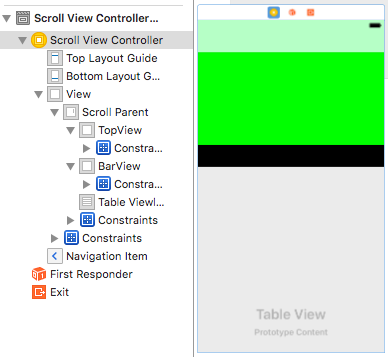 Scroll View Controller...
Scroll View Controller
Top Layout Guide
Bottom Layout G...
View
Scroll Parent
TopView
Constra...
BarView
Constra...
Table ViewI...
Constraints
Constraints
Navigation Item
First Responder
Exit
Table View
Prototype Content